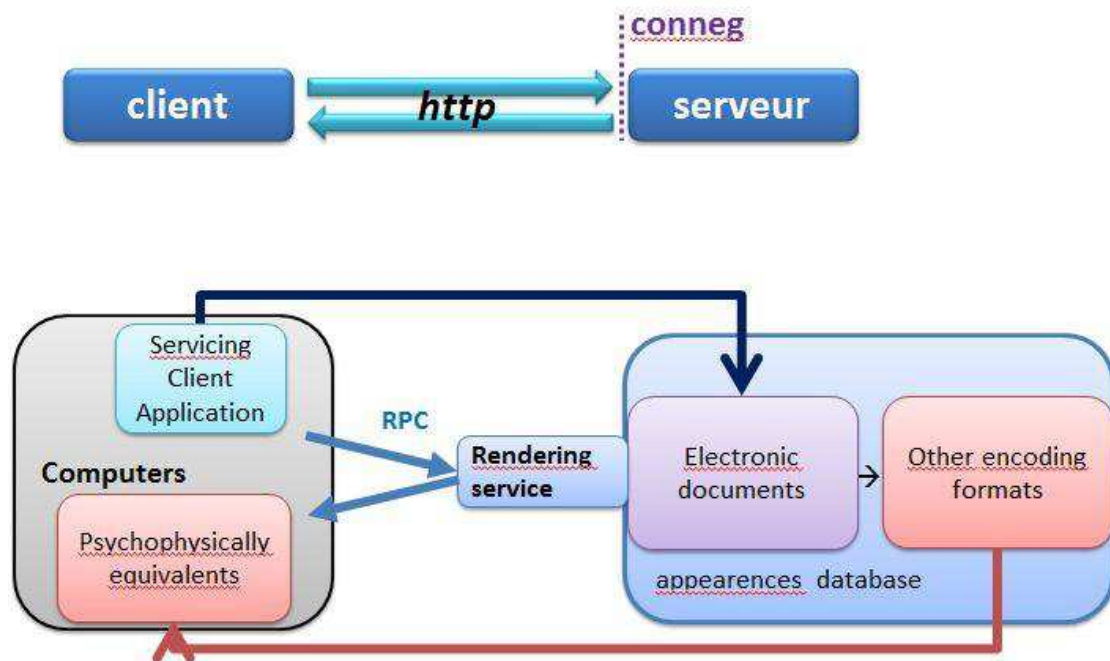 conneg
client
http
serveur
Servicing
Client
Application
RPC
Computers
Rendering
service
Electronic
documents
→
Other encoding
formats
Psychophysically
equivalents
appearences database